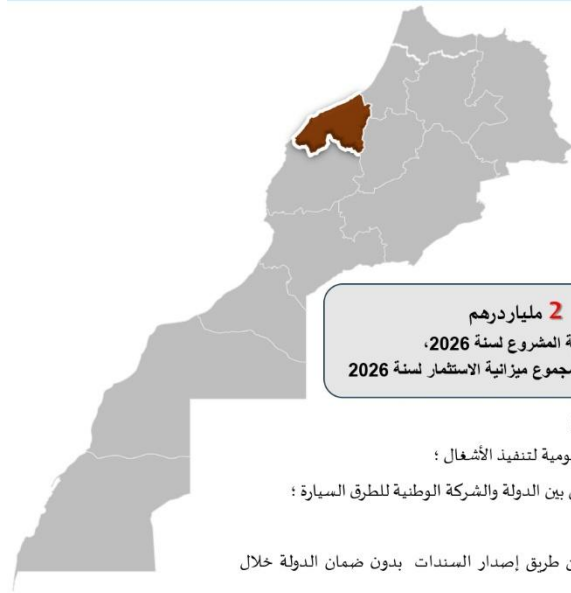 2 مليار درهم
ة المشروع لسنة 2026،
جموع ميزانية الاستثمار لسنة 2026
ومية لتنفيذ الأشغال ؛
بين الدولة والشركة الوطنية للطرق السيارة ؛
ن طريق إصدار السندات بدون ضمان الدولة خلال